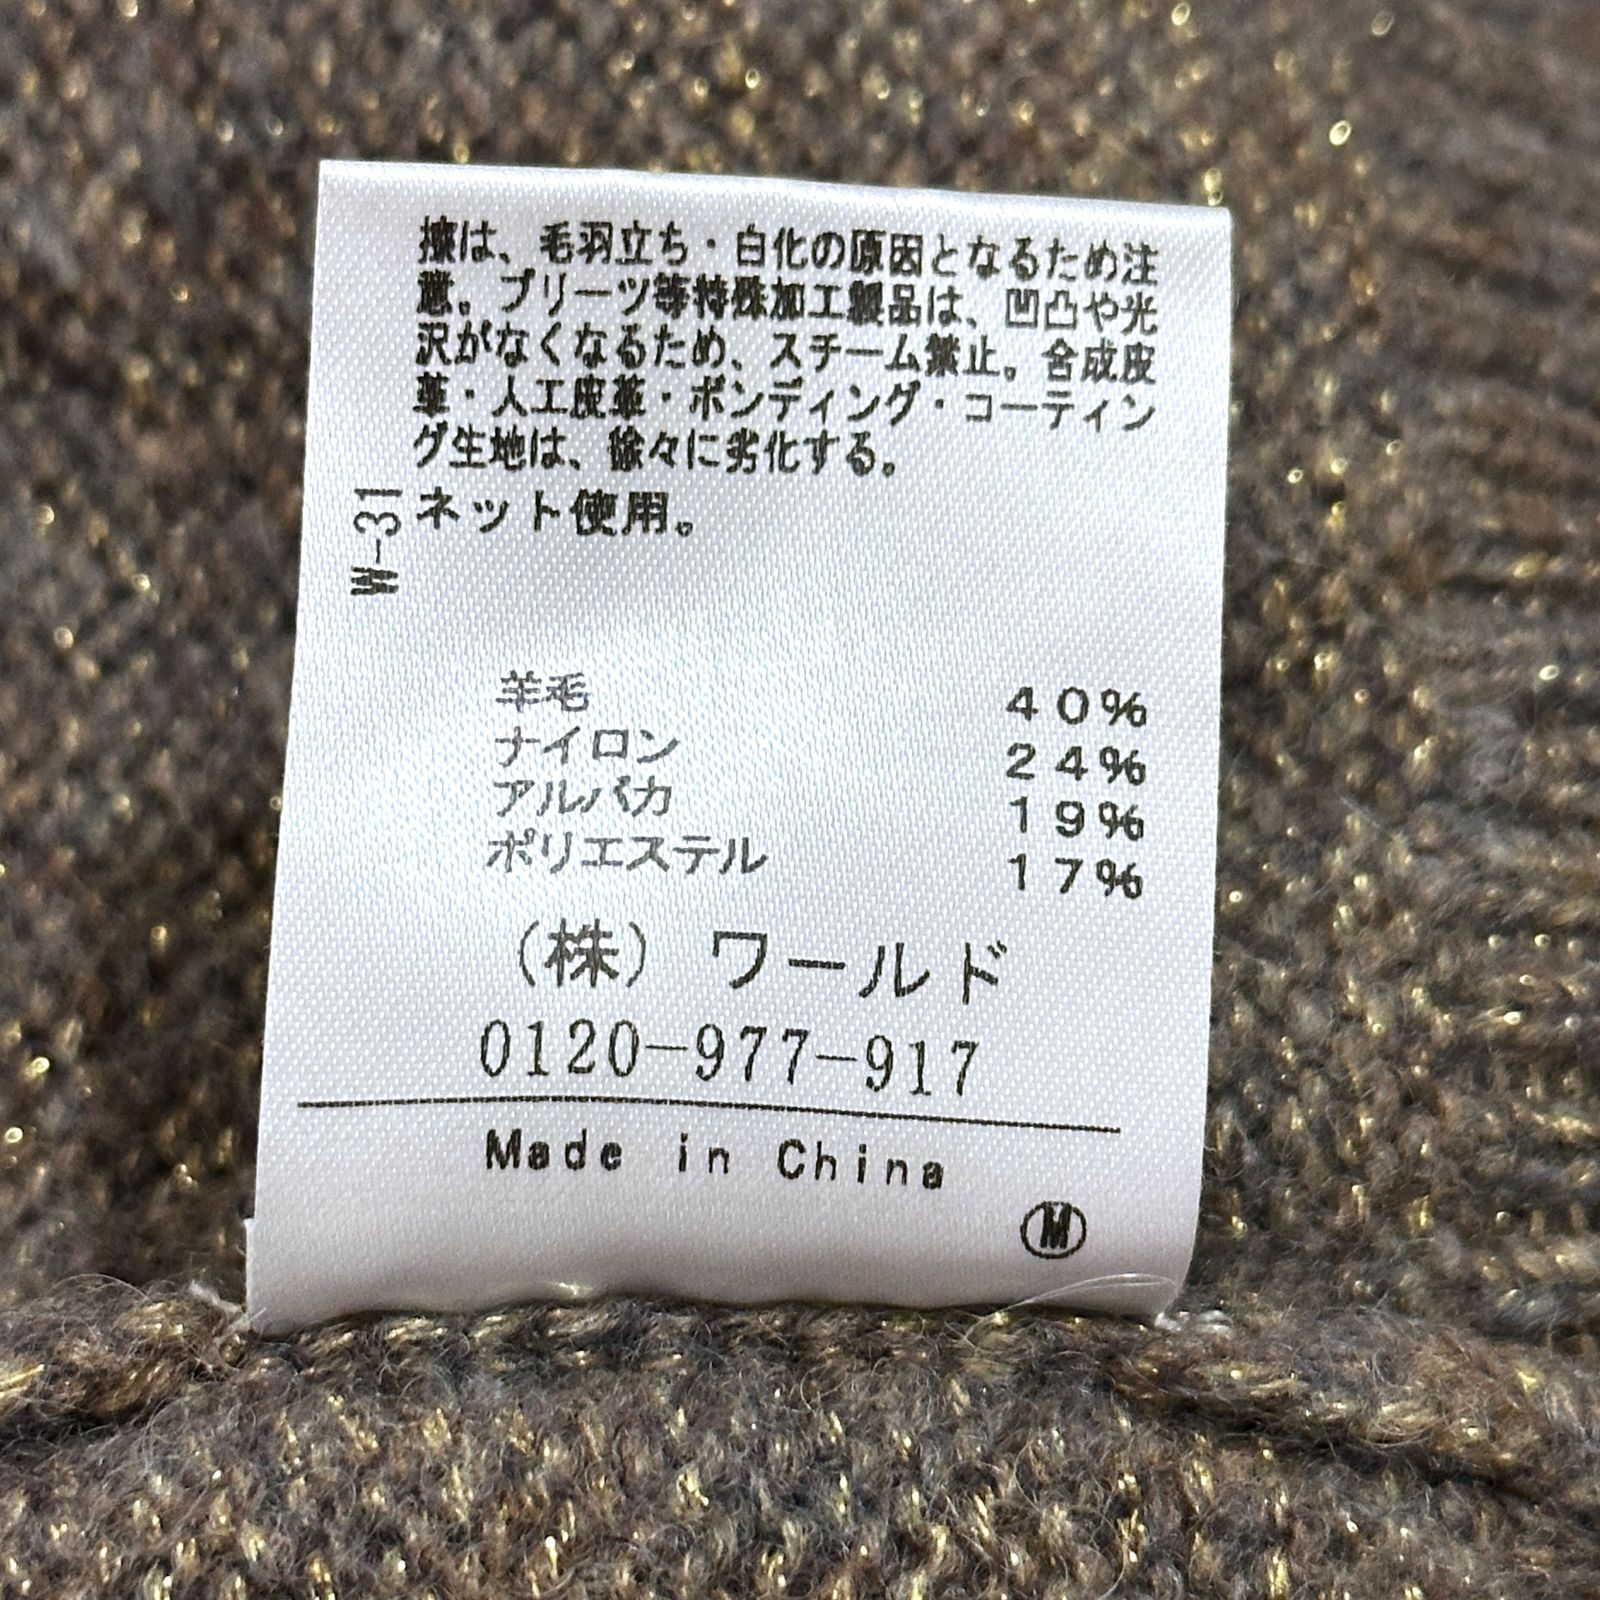 擦は、毛羽立ち・白化の原因となるため注
意。プリーツ等特殊加工製品は、凹凸や光
沢がなくなるため、スチーム禁止。合成皮
革・人工皮革・ボンディング・コーティン
グ生地は、徐々に劣化する。
ネット使用。
W-31
羊毛 40%
ナイロン 24%
アルパカ 19%
ポリエステル 17%
(株) ワールド
0120-977-917
Made in China
M